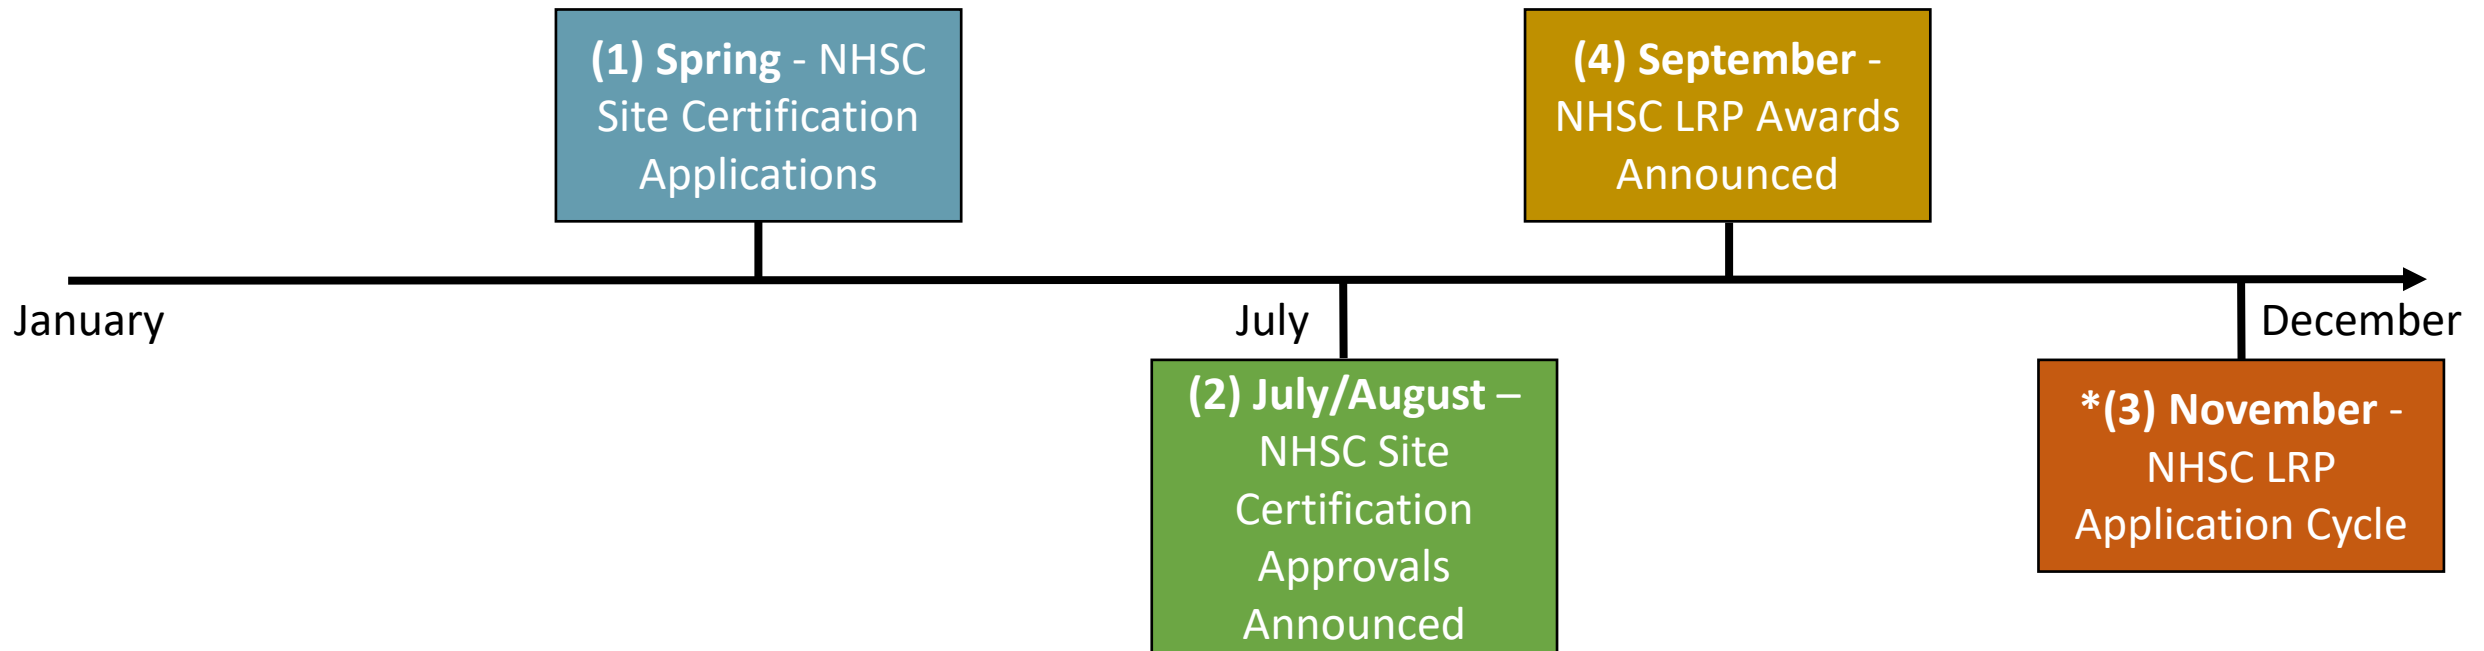 (1) Spring - NHSC
Site Certification
Applications
(4) September -
NHSC LRP Awards
Announced
January
July
December
(2) July/August –
NHSC Site
Certification
Approvals
Announced
*(3) November -
NHSC LRP
Application Cycle